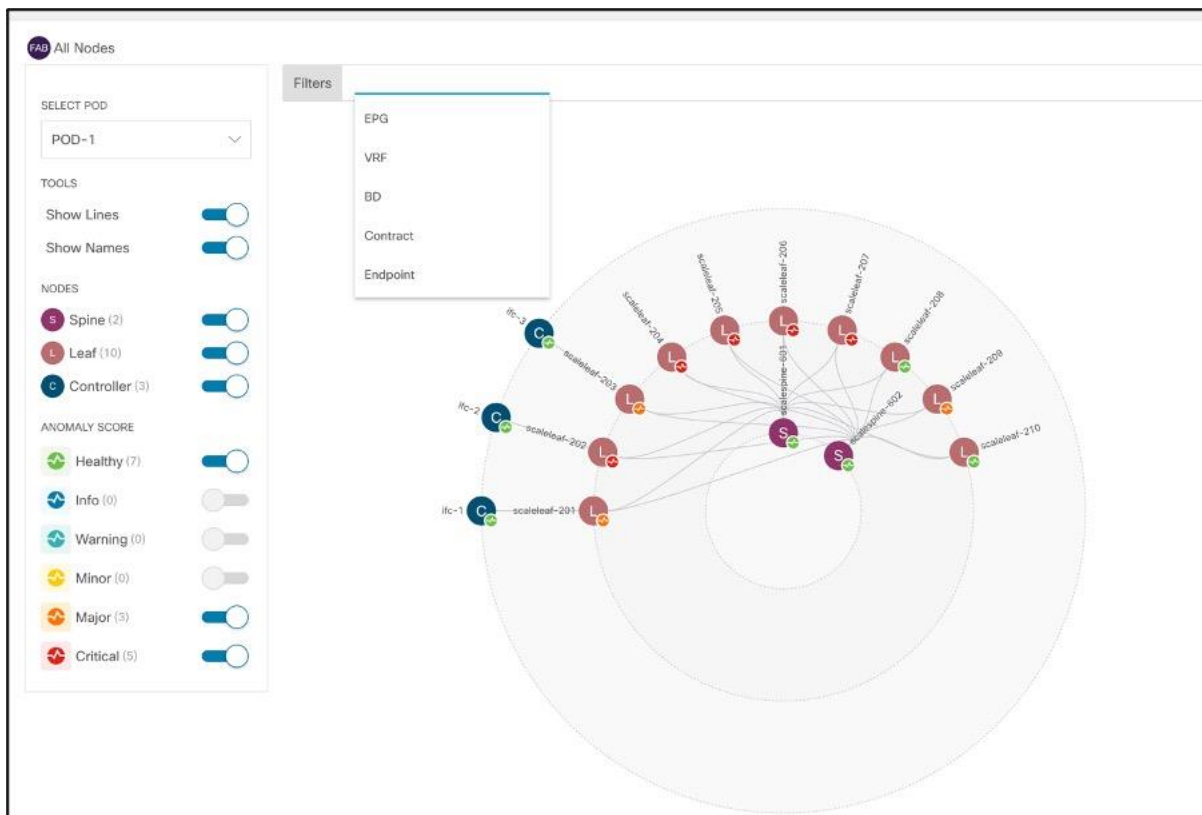 FAB All Nodes
Filters
SELECT POD
POD-1
TOOLS
Show Lines
Show Names
NODES
S Spine (2)
L Leaf (10)
C Controller (3)
ANOMALY SCORE
Healthy (7)
Info (0)
Warning (0)
Minor (0)
Major (3)
Critical (5)
EPG
VRF
BD
Contract
Endpoint
ifc-3
C
ifc-2
C
ifc-1
C
scaleleaf-201
L
scaleleaf-202
L
scaleleaf-203
L
scaleleaf-204
L
scaleleaf-205
L
scaleleaf-206
L
scaleleaf-207
L
scaleleaf-208
L
scaleleaf-209
L
scaleleaf-210
L
scalespine-601
S
scalespine-602
S